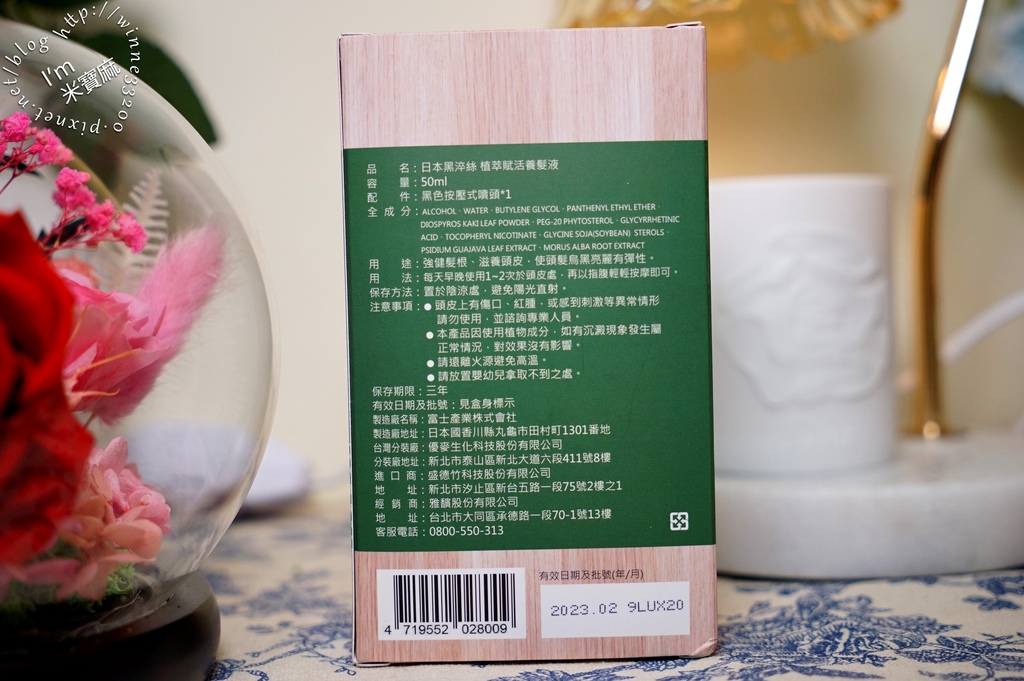 http://winne33200.pixnet.net/blog
I'm
米寶麻
品　　名：日本黑淬絲 植萃賦活養髮液
容　　量：50ml
配　　件：黑色按壓式噴頭*1
全 成 分：ALCOHOL · WATER · BUTYLENE GLYCOL · PANTHENYL ETHYL ETHER ·
DIOSPYROS KAKI LEAF POWDER · PEG-20 PHYTOSTEROL · GLYCYRRHETINIC
ACID · TOCOPHERYL NICOTINATE · GLYCINE SOJA(SOYBEAN) STEROLS ·
PSIDIUM GUAJAVA LEAF EXTRACT · MORUS ALBA ROOT EXTRACT
用　　途：強健髮根、滋養頭皮，使頭髮烏黑亮麗有彈性。
用　　法：每天早晚使用1~2次於頭皮處，再以指腹輕輕按摩即可。
保存方法：置於陰涼處，避免陽光直射。
注意事項：● 頭皮上有傷口、紅腫，或感到刺激等異常情形
請勿使用，並諮詢專業人員。
● 本產品因使用植物成分，如有沉澱現象發生屬
正常情況，對效果沒有影響。
● 請遠離火源避免高溫。
● 請放置嬰幼兒拿取不到之處。
保存期限：三年
有效日期及批號：見盒身標示
製造廠名稱：富士產業株式會社
製造廠地址：日本國香川縣丸龜市田村町1301番地
台灣分裝廠：優麥生化科技股份有限公司
分裝廠地址：新北市泰山區新北大道六段411號8樓
進 口 商：盛德竹科技股份有限公司
地　　址：新北市汐止區新台五路一段75號2樓之1
經 銷 商：雅馩股份有限公司
地　　址：台北市大同區承德路一段70-1號13樓
客服電話：0800-550-313
有效日期及批號(年/月)
2023.02 9LUX20
4 719552 028009